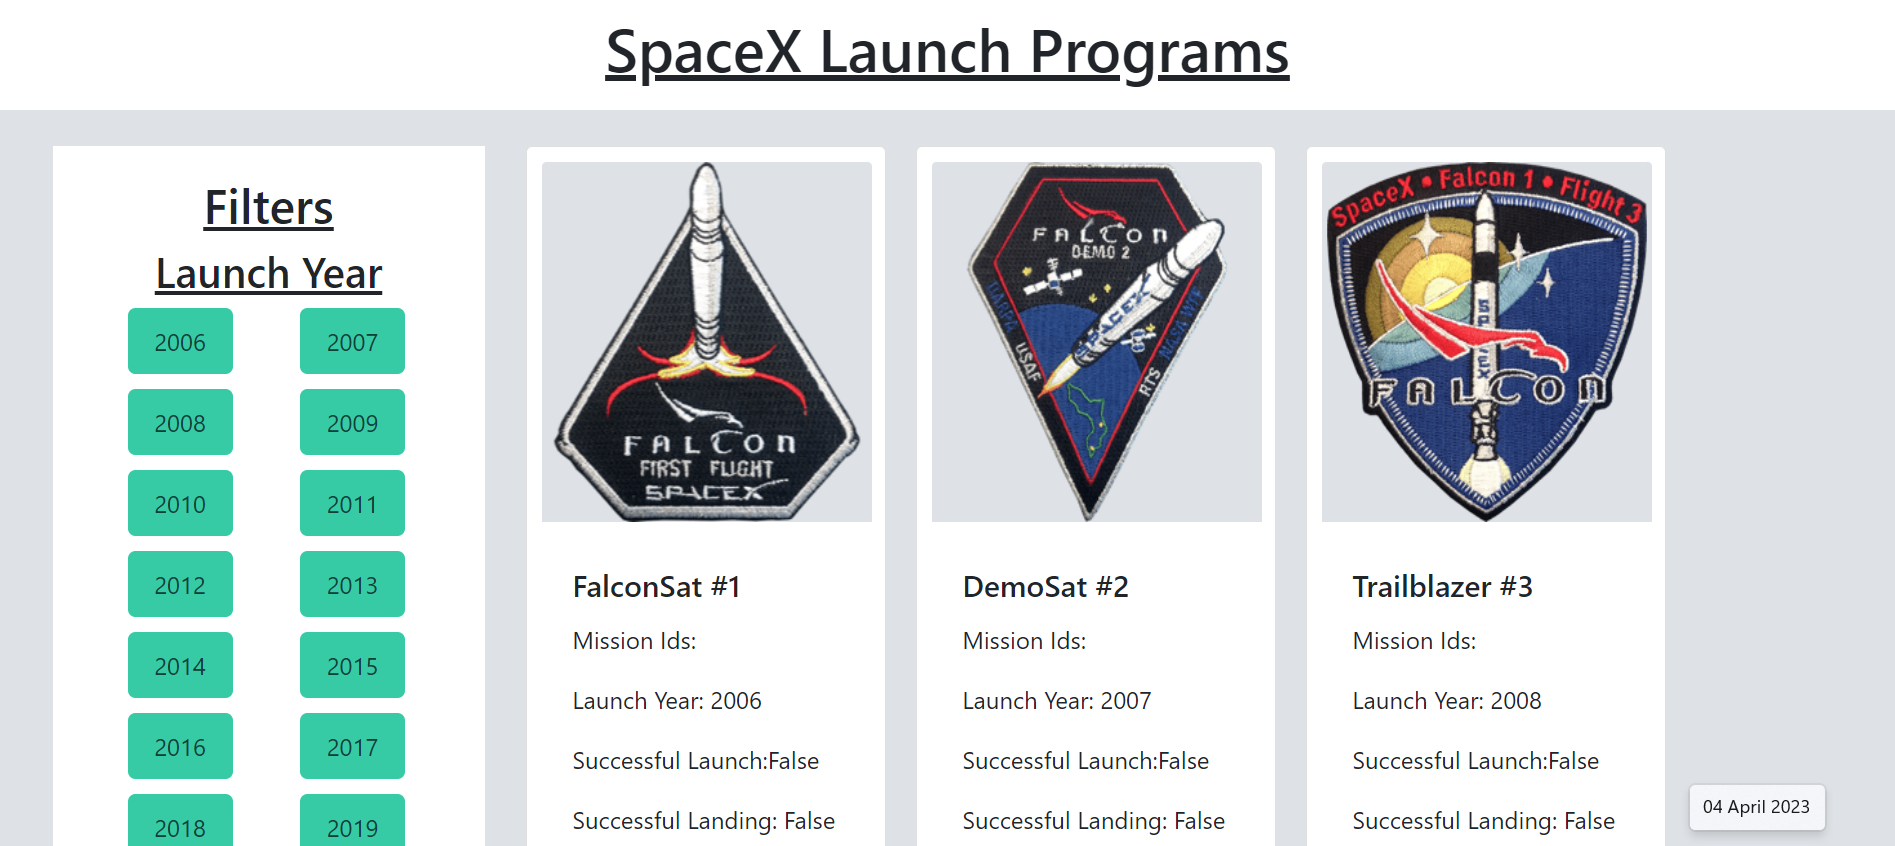 SpaceX Launch Programs
Filters
Launch Year
2006
2007
2008
2009
2010
2011
2012
2013
2014
2015
2016
2017
2018
2019
FALCON
FIRST FLIGHT
SPACEX
FalconSat #1
Mission Ids:
Launch Year: 2006
Successful Launch:False
Successful Landing: False
FALCON
DEMO 2
SPACEX
DARPA
USAF
RTS
NASA WFF
DemoSat #2
Mission Ids:
Launch Year: 2007
Successful Launch:False
Successful Landing: False
SpaceX • Falcon 1 • Flight 3
SPACEX
FALCON
Trailblazer #3
Mission Ids:
Launch Year: 2008
Successful Launch:False
Successful Landing: False
04 April 2023